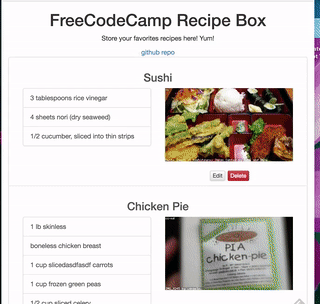 FreeCodeCamp Recipe Box
Store your favorites recipes here! Yum!
github repo
Sushi
3 tablespoons rice vinegar
4 sheets nori (dry seaweed)
1/2 cucumber, sliced into thin strips
Edit
Delete
Chicken Pie
1 lb skinless
boneless chicken breast
1 cup slicedasdfasdf carrots
1 cup frozen green peas
1/2 cup sliced celery
PIA
chicken-pie